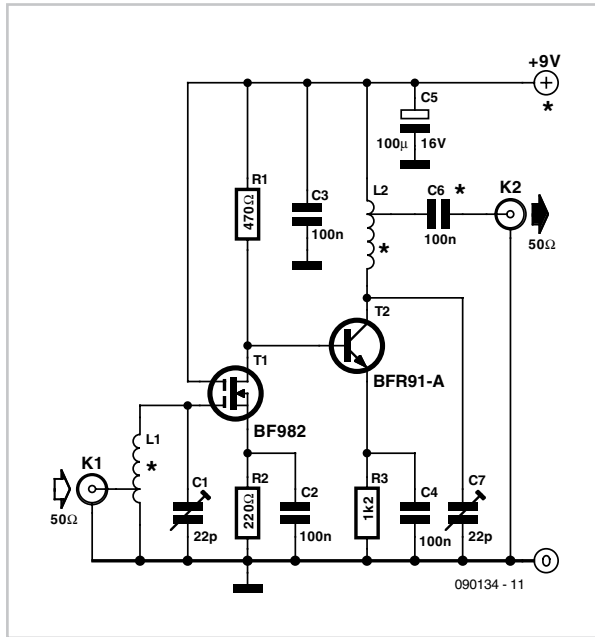 +9V
*
C5
100µ
16V
R1
470Ω
C3
100n
L2
*
C6
*
100n
K2
50Ω
T1
T2
BFR91-A
BF982
K1
50Ω
L1
*
C1
22p
R2
220Ω
C2
100n
R3
1k2
C4
100n
C7
22p
0
090134 - 11